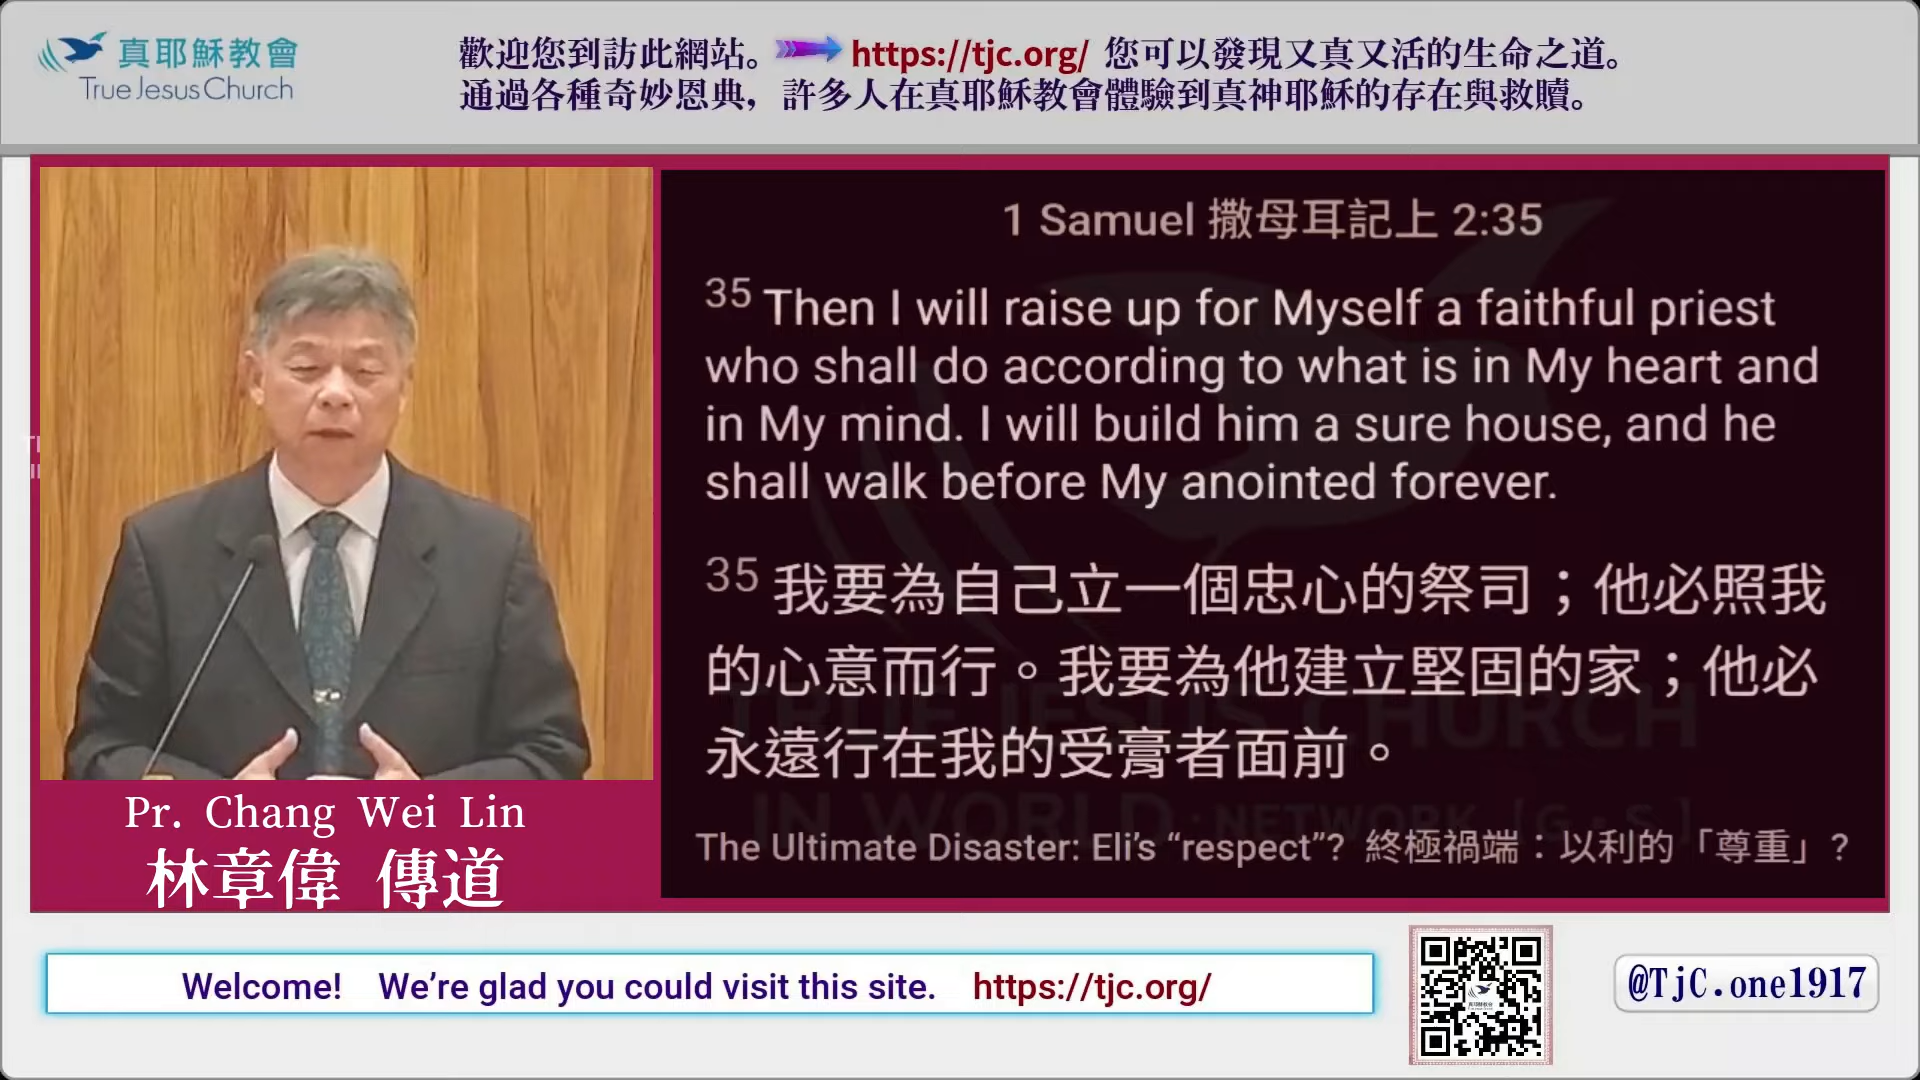 真耶穌教會
True Jesus Church
歡迎您到訪此網站。 https://tjc.org/ 您可以發現又真又活的生命之道。
通過各種奇妙恩典，許多人在真耶穌教會體驗到真神耶穌的存在與救贖。
1 Samuel 撒母耳記上 2:35
35 Then I will raise up for Myself a faithful priest
who shall do according to what is in My heart and
in My mind. I will build him a sure house, and he
shall walk before My anointed forever.
35 我要為自己立一個忠心的祭司；他必照我
的心意而行。我要為他建立堅固的家；他必
永遠行在我的受膏者面前。
TRUE JESUS CHURCH
IN WORLD · NETWORK [G · S]
The Ultimate Disaster: Eli’s “respect”? 終極禍端：以利的「尊重」?
Pr. Chang Wei Lin
林章偉 傳道
Welcome! We’re glad you could visit this site. https://tjc.org/
@TjC.one1917